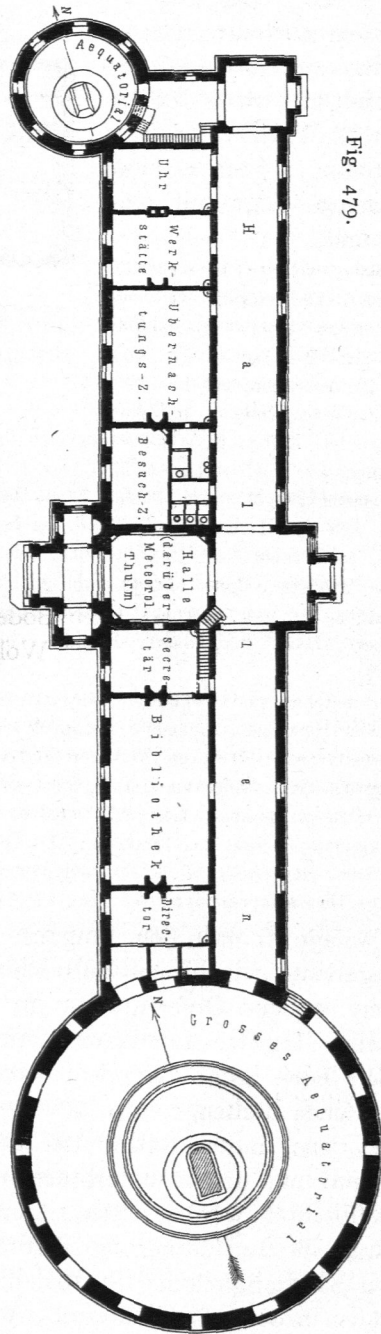 Fig. 479.
N
Aequatorial
Uhr
Werk-
stätte
Übernach
tungs-Z.
Besuch-Z.
Halle
(darüber
Meteorol.
Thurm)
Secre-
tär
Bibliothek
Direc-
tor
Hallen
N
Grosses Aequatorial